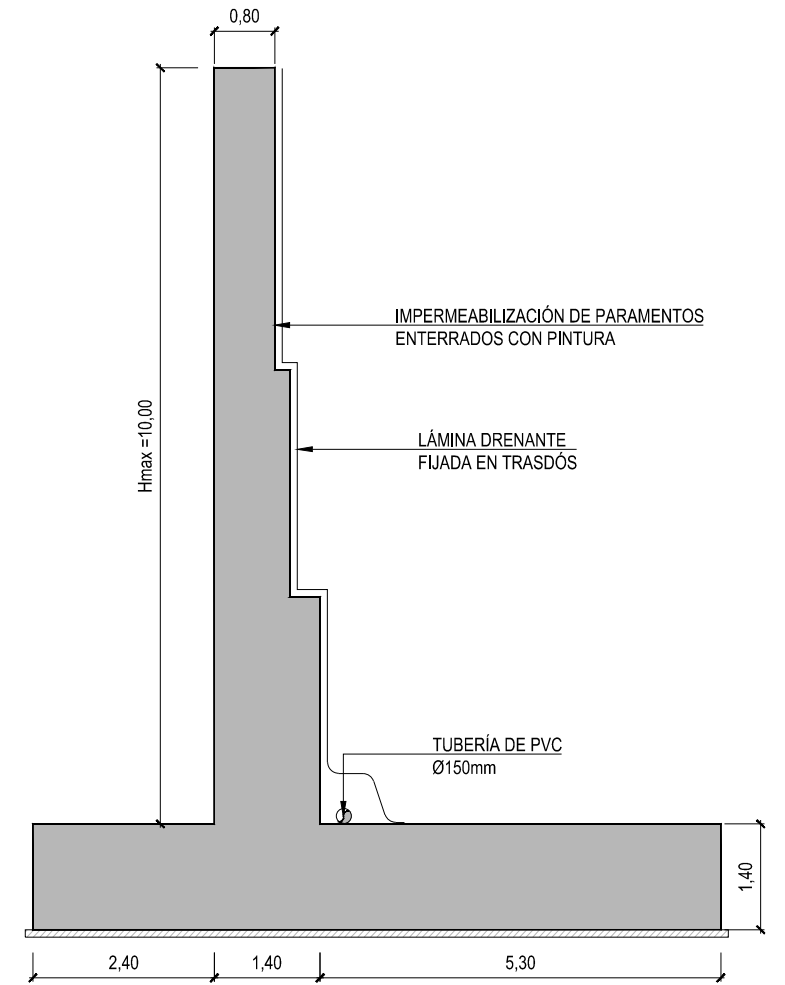 0,80
IMPERMEABILIZACIÓN DE PARAMENTOS
ENTERRADOS CON PINTURA
Hmax =10,00
LÁMINA DRENANTE
FIJADA EN TRASDÓS
TUBERÍA DE PVC
Ø150mm
1,40
2,40
1,40
5,30